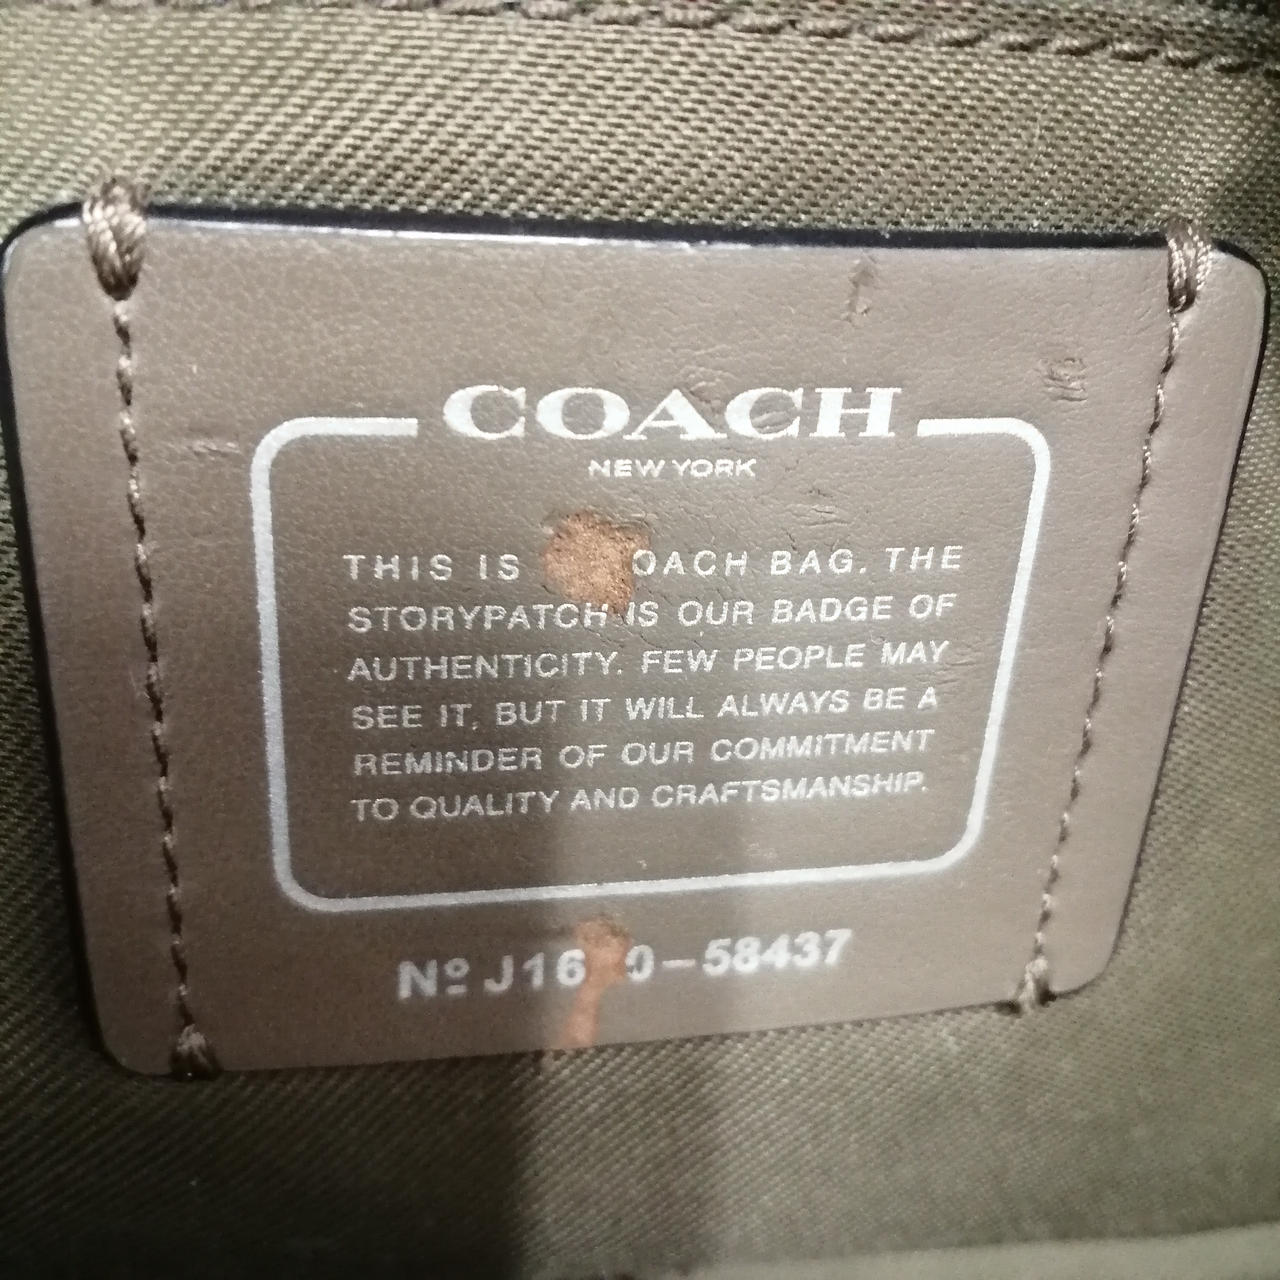 COACH
NEW YORK
THIS IS OACH BAG. THE
STORYPATCH IS OUR BADGE OF
AUTHENTICITY. FEW PEOPLE MAY
SEE IT, BUT IT WILL ALWAYS BE A
REMINDER OF OUR COMMITMENT
TO QUALITY AND CRAFTSMANSHIP.
Nº J16 0-58437